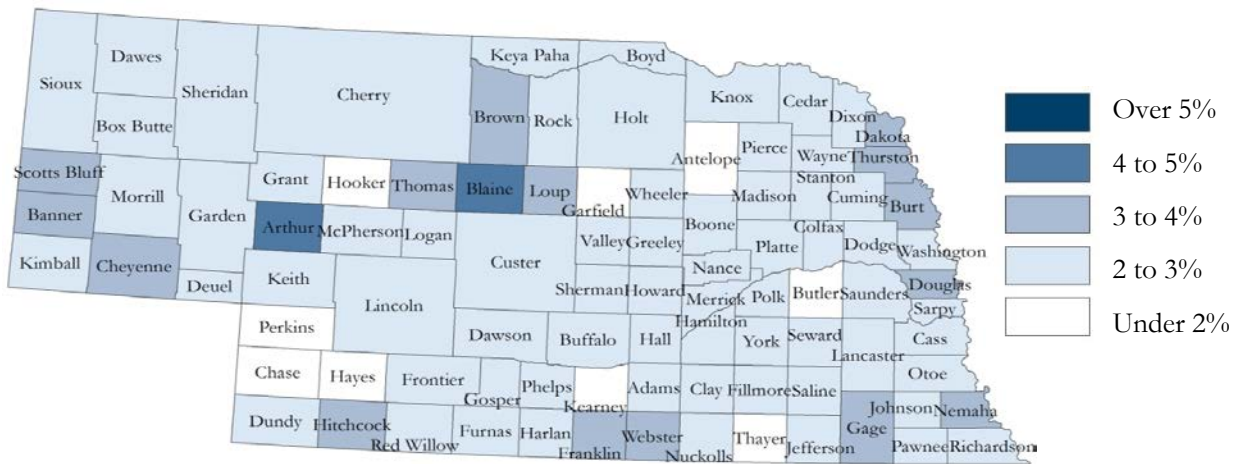 Keya Paha
Boyd
Dawes
Sioux
Sheridan
Cherry
Knox
Cedar
Dixon
Brown
Rock
Holt
Box Butte
Dakota
Antelope
Pierce
Wayne
Thurston
Scotts Bluff
Morrill
Grant
Hooker
Thomas
Blaine
Loup
Garfield
Wheeler
Madison
Stanton
Cuming
Burt
Banner
Garden
Arthur
McPherson
Logan
Custer
Valley
Greeley
Boone
Platte
Colfax
Dodge
Washington
Kimball
Cheyenne
Deuel
Keith
Lincoln
Sherman
Howard
Nance
Merrick
Polk
Butler
Saunders
Douglas
Sarpy
Perkins
Dawson
Buffalo
Hall
Hamilton
York
Seward
Lancaster
Cass
Otoe
Chase
Hayes
Frontier
Gosper
Phelps
Kearney
Adams
Clay
Fillmore
Saline
Johnson
Nemaha
Dundy
Hitchcock
Red Willow
Furnas
Harlan
Franklin
Webster
Nuckolls
Thayer
Jefferson
Gage
Pawnee
Richardson
Over 5%
4 to 5%
3 to 4%
2 to 3%
Under 2%